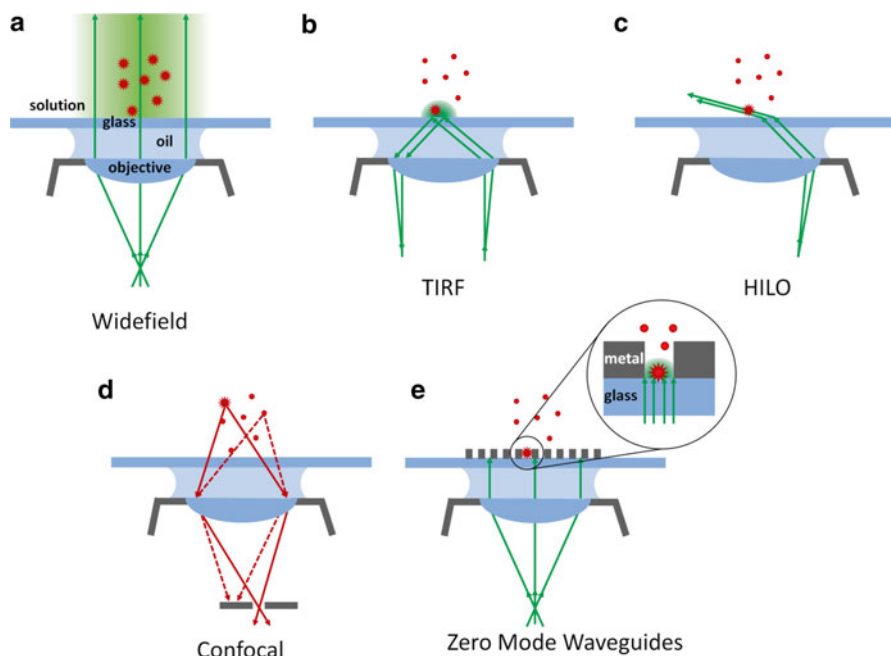 a
b
c
solution
glass
oil
objective
Widefield
TIRF
HILO
d
e
metal
glass
Confocal
Zero Mode Waveguides